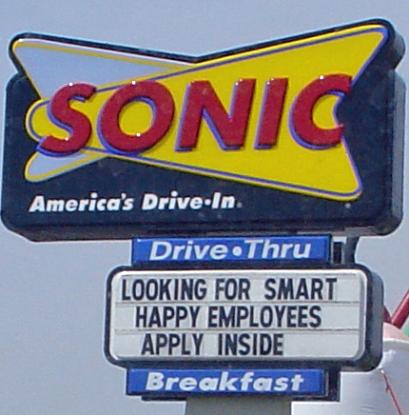 SONIC
America's Drive-In
Drive•Thru
LOOKING FOR SMART
HAPPY EMPLOYEES
APPLY INSIDE
Breakfast